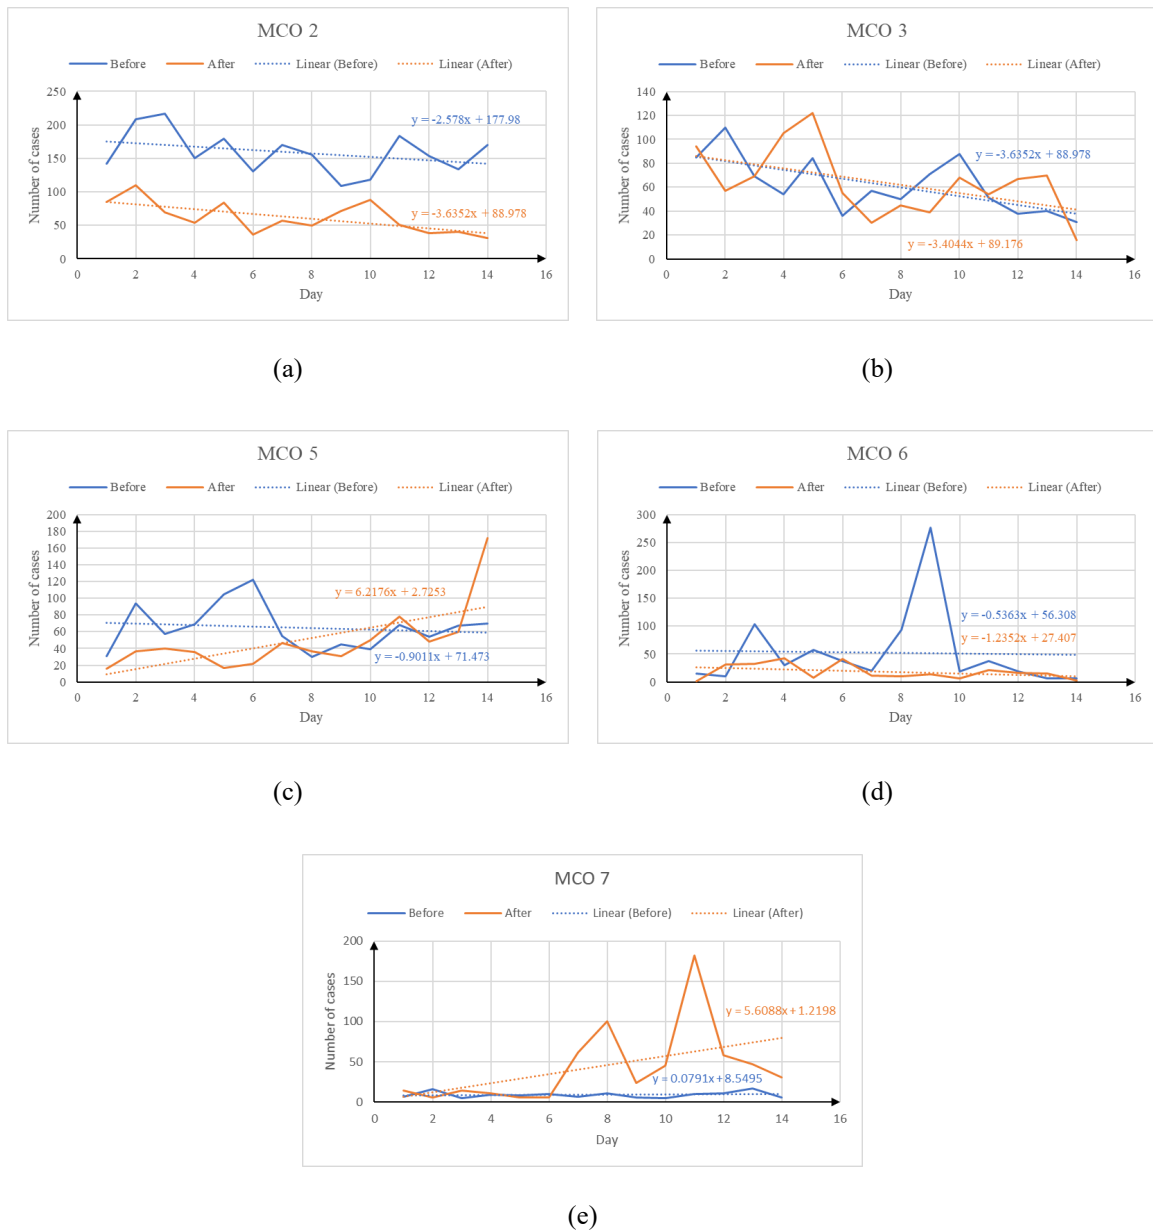 MCO 2
Before After Linear (Before) Linear (After)
250
200
150
100
50
0
Number of cases
y = -2.578x + 177.98
y = -3.6352x + 88.978
0 2 4 6 8 10 12 14 16
Day
(a)
MCO 3
Before After Linear (Before) Linear (After)
140
120
100
80
60
40
20
0
Number of cases
y = -3.6352x + 88.978
y = -3.4044x + 89.176
0 2 4 6 8 10 12 14 16
Day
(b)
MCO 5
Before After Linear (Before) Linear (After)
200
180
160
140
120
100
80
60
40
20
0
Number of cases
y = 6.2176x + 2.7253
y = -0.9011x + 71.473
0 2 4 6 8 10 12 14 16
Day
(c)
MCO 6
Before After Linear (Before) Linear (After)
300
250
200
150
100
50
0
Number of cases
y = -0.5363x + 56.308
y = -1.2352x + 27.407
0 2 4 6 8 10 12 14 16
Day
(d)
MCO 7
Before After Linear (Before) Linear (After)
200
150
100
50
0
Number of cases
y = 5.6088x + 1.2198
y = 0.0791x + 8.5495
0 2 4 6 8 10 12 14 16
Day
(e)